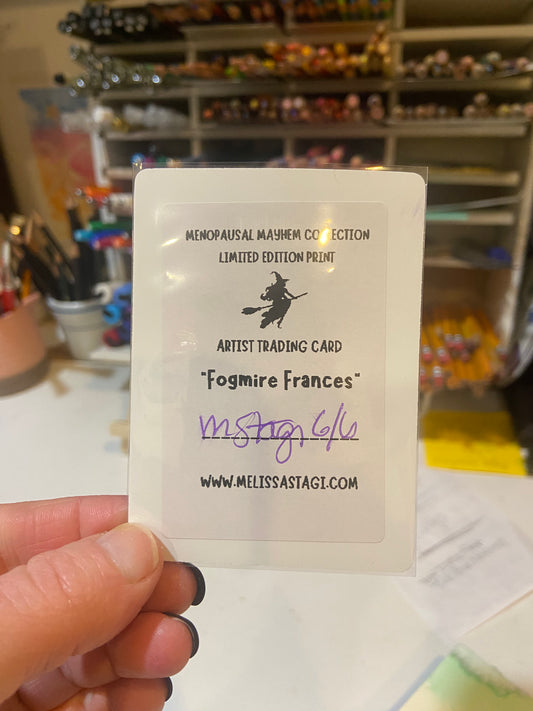 MENOPAUSAL MAYHEM COLLECTION
LIMITED EDITION PRINT
ARTIST TRADING CARD
"Fogmire Frances"
MStagi 6/6
WWW.MELISSASTAGI.COM